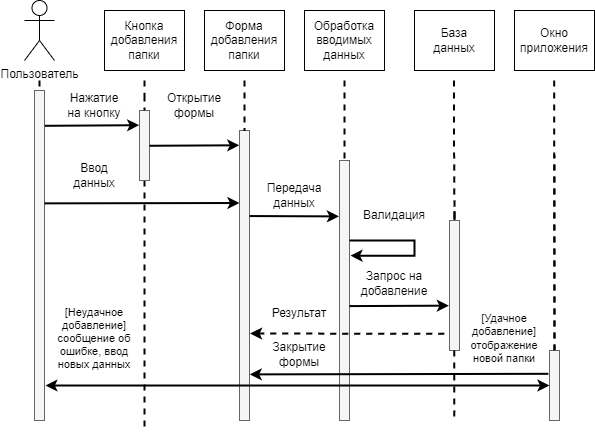 Пользователь
Кнопка
добавления
папки
Форма
добавления
папки
Обработка
вводимых
данных
База
данных
Окно
приложения
Нажатие
на кнопку
Открытие
формы
Ввод
данных
Передача
данных
Валидация
Запрос на
добавление
Результат
[Неудачное
добавление]
сообщение об
ошибке, ввод
новых данных
[Удачное
добавление]
отображение
новой папки
Закрытие
формы